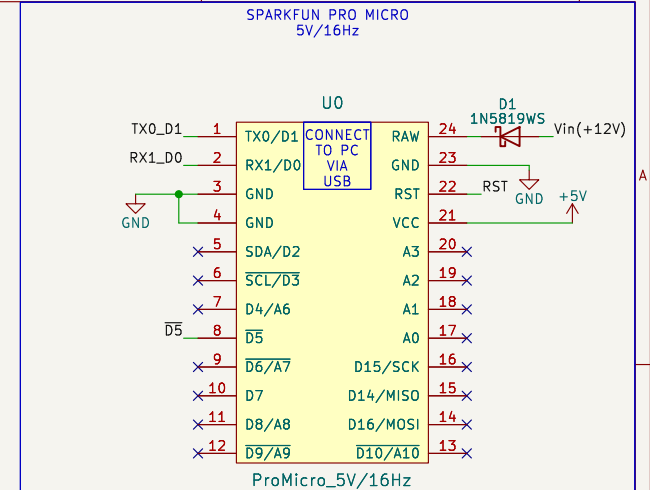 SPARKFUN PRO MICRO
5V/16Hz
U0
D1
1N5819WS
Vin(+12V)
CONNECT
TO PC
VIA
USB
TX0_D1 1 TX0/D1 RAW 24
RX1_D0 2 RX1/D0 GND 23
3 GND RST 22 RST
GND
GND
+5V
4 GND VCC 21
5 SDA/D2 A3 20
6 SCL/D3 A2 19
7 D4/A6 A1 18
D5 8 D5 A0 17
9 D6/A7 D15/SCK 16
10 D7 D14/MISO 15
11 D8/A8 D16/MOSI 14
12 D9/A9 D10/A10 13
ProMicro_5V/16Hz
A